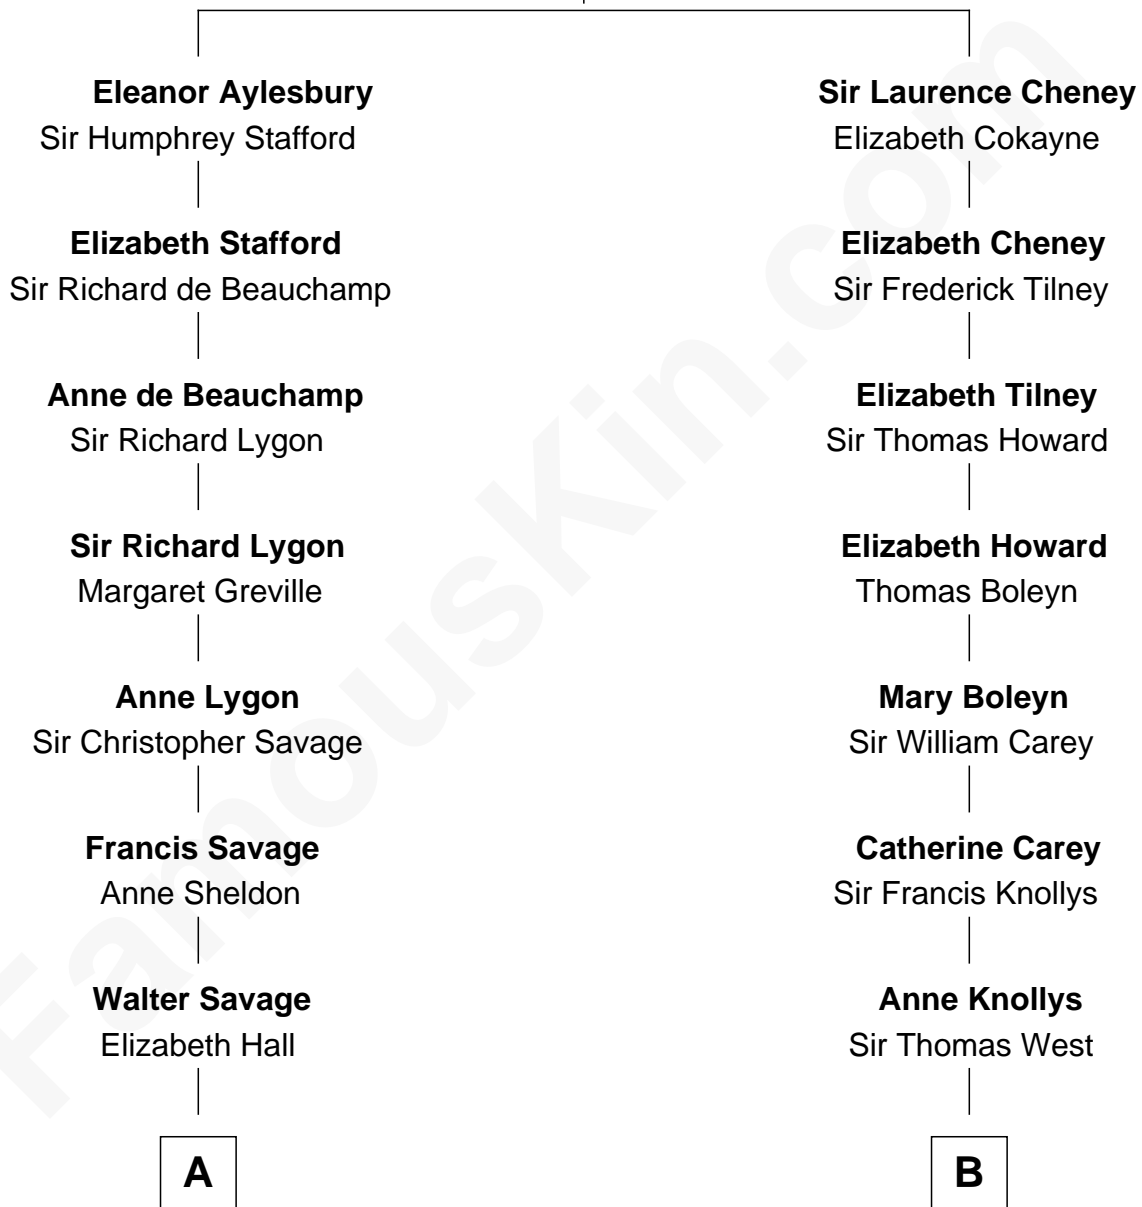 Eleanor Aylesbury
Sir Humphrey Stafford
Elizabeth Stafford
Sir Richard de Beauchamp
Anne de Beauchamp
Sir Richard Lygon
Sir Richard Lygon
Margaret Greville
Anne Lygon
Sir Christopher Savage
Francis Savage
Anne Sheldon
Walter Savage
Elizabeth Hall
A
Sir Laurence Cheney
Elizabeth Cokayne
Elizabeth Cheney
Sir Frederick Tilney
Elizabeth Tilney
Sir Thomas Howard
Elizabeth Howard
Thomas Boleyn
Mary Boleyn
Sir William Carey
Catherine Carey
Sir Francis Knollys
Anne Knollys
Sir Thomas West
B
FamousKin.com